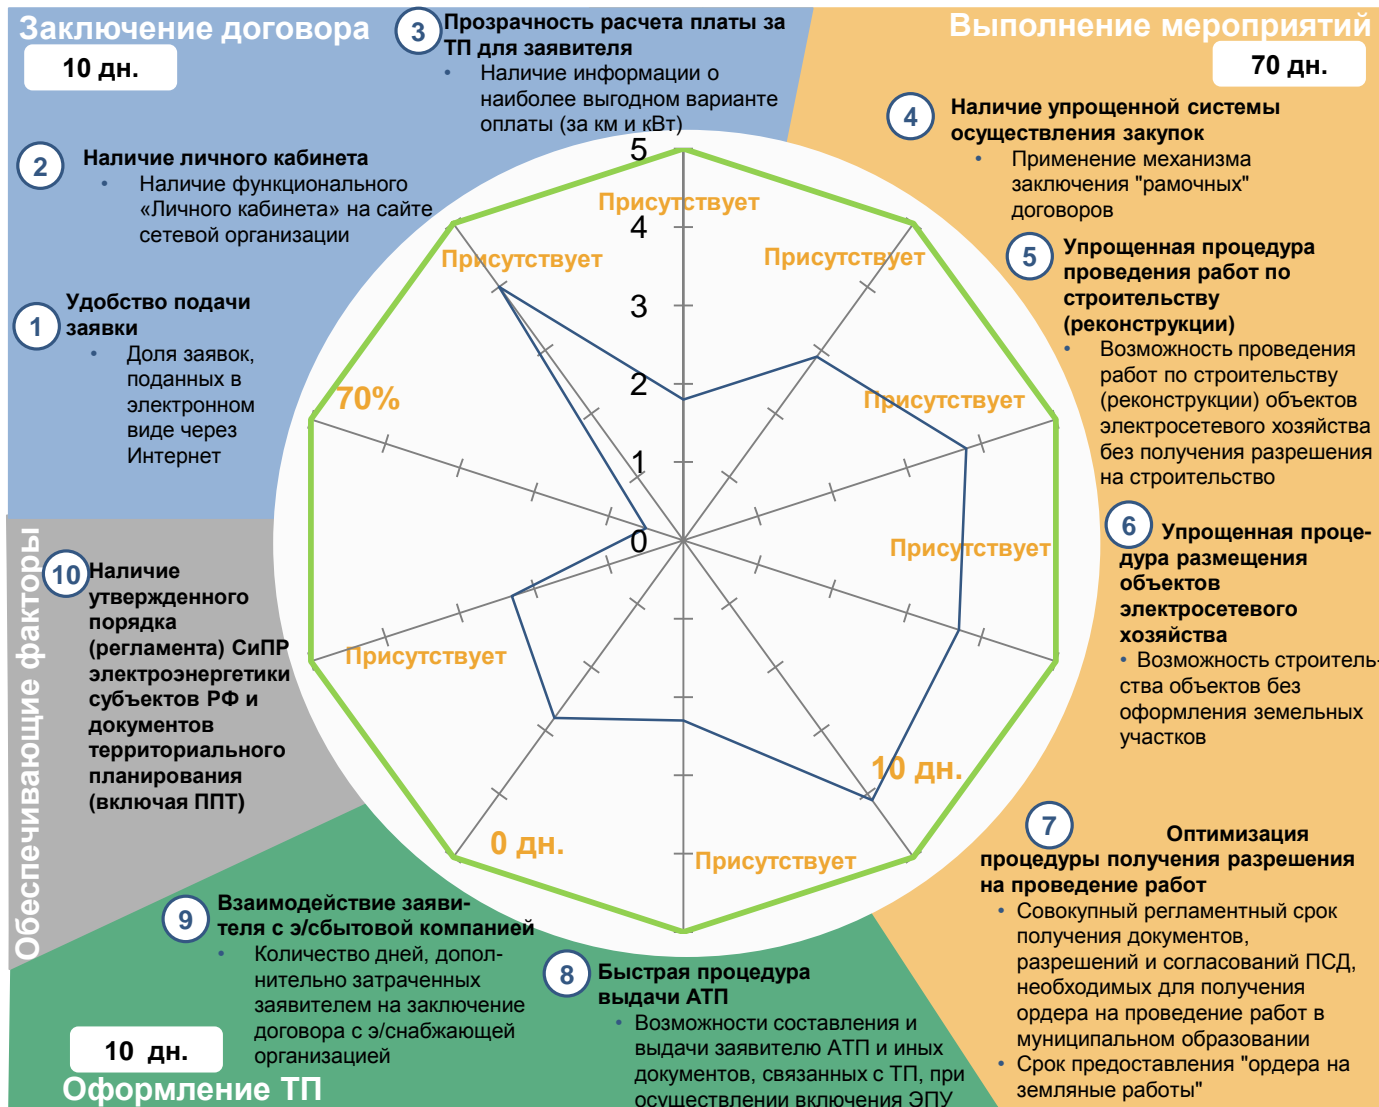 Заключение договора
10 дн.
3
Прозрачность расчета платы за
ТП для заявителя
• Наличие информации о
наиболее выгодном варианте
оплаты (за км и кВт)
Выполнение мероприятий
70 дн.
2
Наличие личного кабинета
• Наличие функционального
«Личного кабинета» на сайте
сетевой организации
1
Удобство подачи
заявки
• Доля заявок,
поданных в
электронном
виде через
Интернет
4
Наличие упрощенной системы
осуществления закупок
• Применение механизма
заключения "рамочных"
договоров
5
Упрощенная процедура
проведения работ по
строительству
(реконструкции)
• Возможность проведения
работ по строительству
(реконструкции) объектов
электросетевого хозяйства
без получения разрешения
на строительство
6
Упрощенная проце-
дура размещения
объектов
электросетевого
хозяйства
• Возможность строитель-
ства объектов без
оформления земельных
участков
7
Оптимизация
процедуры получения разрешения
на проведение работ
• Совокупный регламентный срок
получения документов,
разрешений и согласований ПСД,
необходимых для получения
ордера на проведение работ в
муниципальном образовании
• Срок предоставления "ордера на
земляные работы"
8
Быстрая процедура
выдачи АТП
• Возможности составления и
выдачи заявителю АТП и иных
документов, связанных с ТП, при
осуществлении включения ЭПУ
9
Взаимодействие заяви-
теля с э/сбытовой компанией
• Количество дней, допол-
нительно затраченных
заявителем на заключение
договора с э/снабжающей
организацией
10 дн.
Оформление ТП
Обеспечивающие факторы
10
Наличие
утвержденного
порядка
(регламента) СиПР
электроэнергетики
субъектов РФ и
документов
территориального
планирования
(включая ППТ)
5
4
3
2
1
0
Присутствует
Присутствует
Присутствует
Присутствует
Присутствует
10 дн.
Присутствует
0 дн.
Присутствует
70%